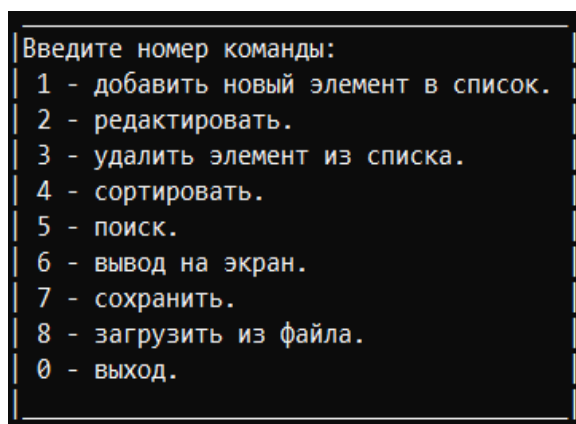 Введите номер команды:
1 - добавить новый элемент в список.
2 - редактировать.
3 - удалить элемент из списка.
4 - сортировать.
5 - поиск.
6 - вывод на экран.
7 - сохранить.
8 - загрузить из файла.
0 - выход.